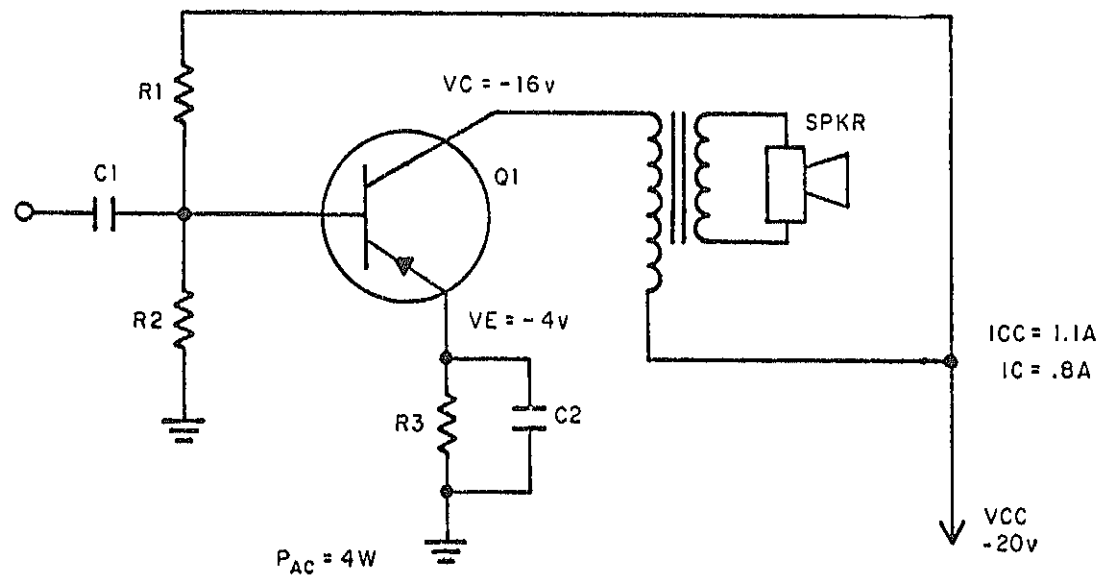 R1
VC = -16v
SPKR
C1
Q1
R2
VE = -4v
ICC = 1.1A
IC = .8A
R3
C2
VCC
-20v
PAC = 4W